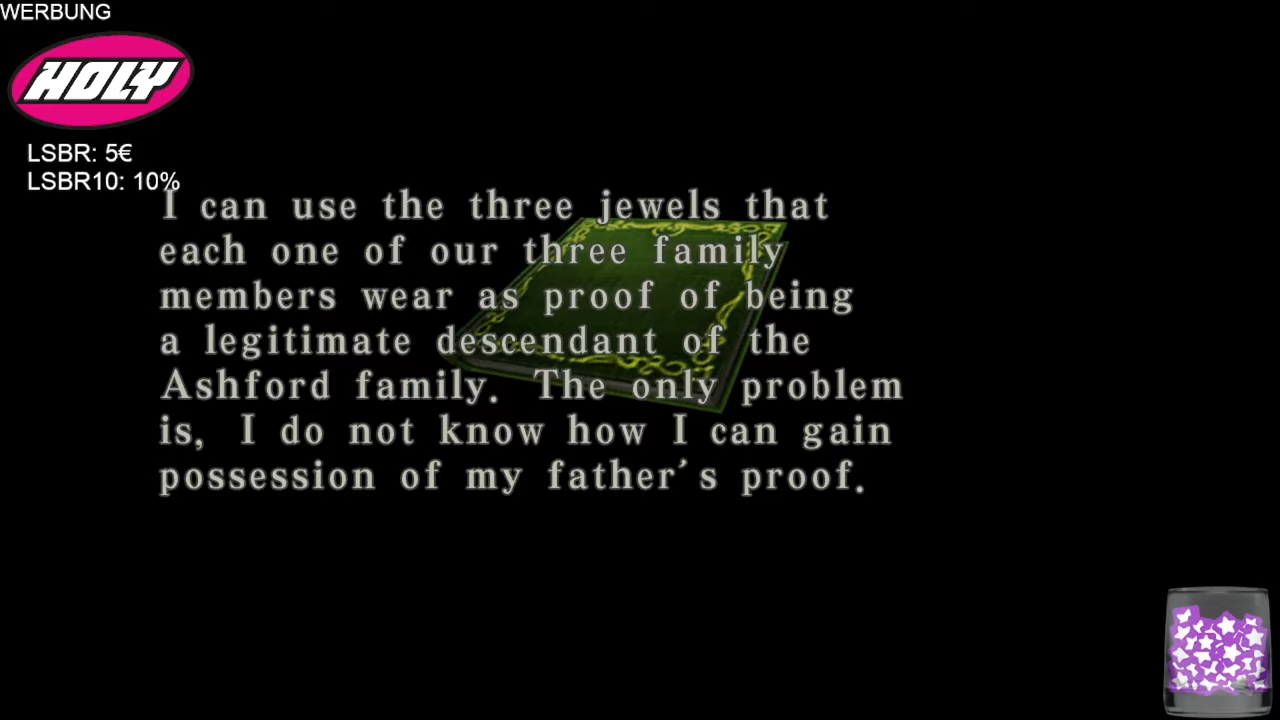 WERBUNG
HOLY
LSBR: 5€
LSBR10: 10%
I can use the three jewels that
each one of our three family
members wear as proof of being
a legitimate descendant of the
Ashford family. The only problem
is, I do not know how I can gain
possession of my father's proof.